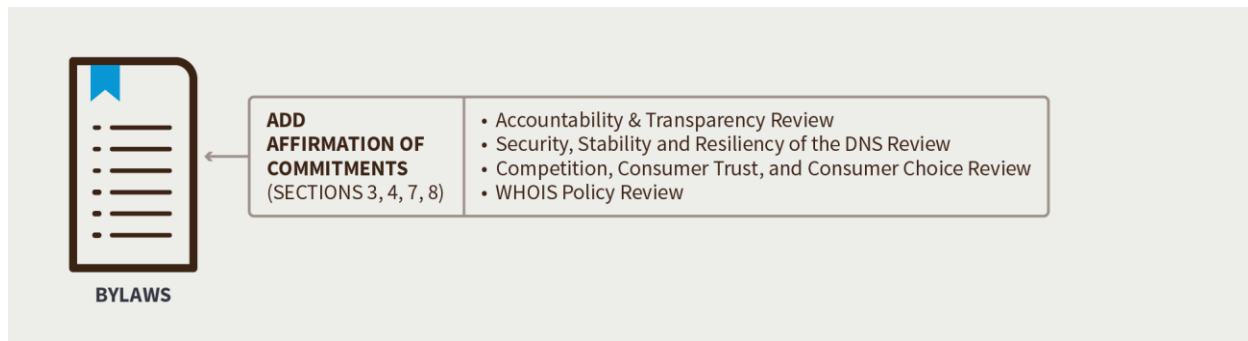 ADD
AFFIRMATION OF
COMMITMENTS
(SECTIONS 3, 4, 7, 8)
• Accountability & Transparency Review
• Security, Stability and Resiliency of the DNS Review
• Competition, Consumer Trust, and Consumer Choice Review
• WHOIS Policy Review
BYLAWS